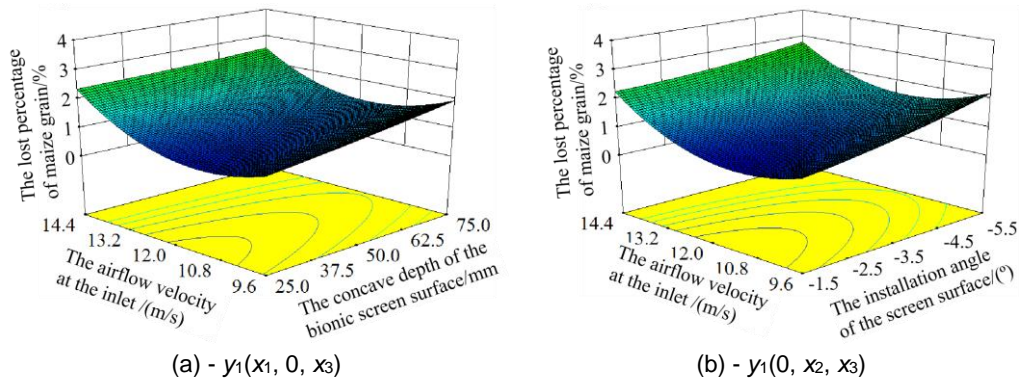 The lost percentage
of maize grain/%
4
3
2
1
0
14.4
13.2
12.0
10.8
9.6
The airflow velocity
at the inlet /(m/s)
25.0
37.5
50.0
62.5
75.0
The concave depth of the
bionic screen surface/mm
(a) - y₁(x₁, 0, x₃)
The lost percentage
of maize grain/%
4
3
2
1
0
14.4
13.2
12.0
10.8
9.6
The airflow velocity
at the inlet /(m/s)
-1.5
-2.5
-3.5
-4.5
-5.5
The installation angle
of the screen surface/(º)
(b) - y₁(0, x₂, x₃)